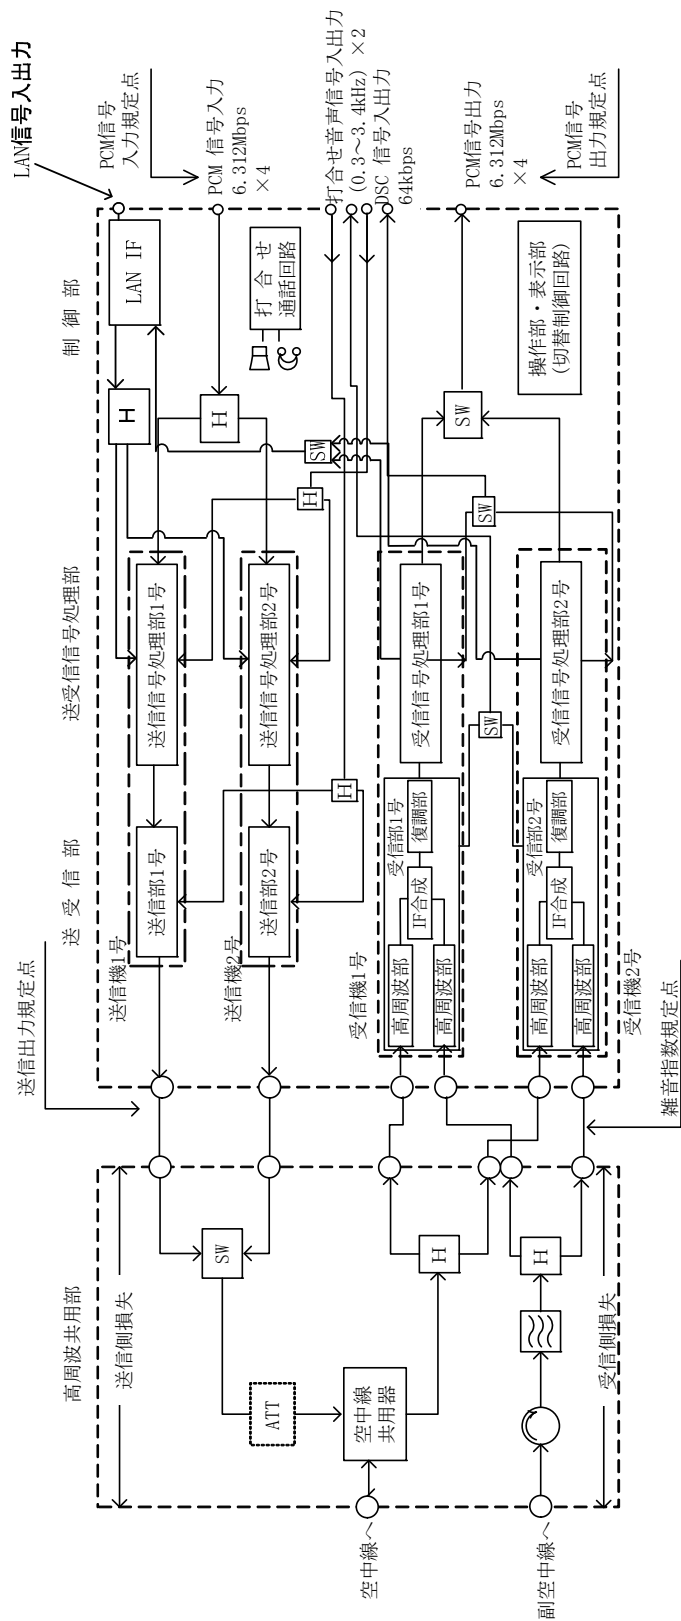 高周波共用部
送信側損失
SW
ATT
空中線
共用器
空中線へ
H
副空中線へ
H
受信側損失
送信出力規定点
雑音指数規定点
送 受 信 部
送受信信号処理部
制 御 部
送信機1号
送信部1号
送信信号処理部1号
送信機2号
送信部2号
送信信号処理部2号
H
H
H
H
LAN IF
LAN信号入出力
PCM信号
入力規定点
PCM 信号入力
6.312Mbps
×4
打 合 せ
通話回路
打合せ音声信号入出力
(0.3～3.4kHz) ×2
DSC 信号入出力
64kbps
SW
受信機1号
高周波部
高周波部
IF合成
受信部1号
復調部
受信信号処理部1号
SW
SW
SW
PCM信号出力
6.312Mbps
×4
PCM信号
出力規定点
受信機2号
高周波部
高周波部
IF合成
受信部2号
復調部
受信信号処理部2号
操作部・表示部
(切替制御回路)